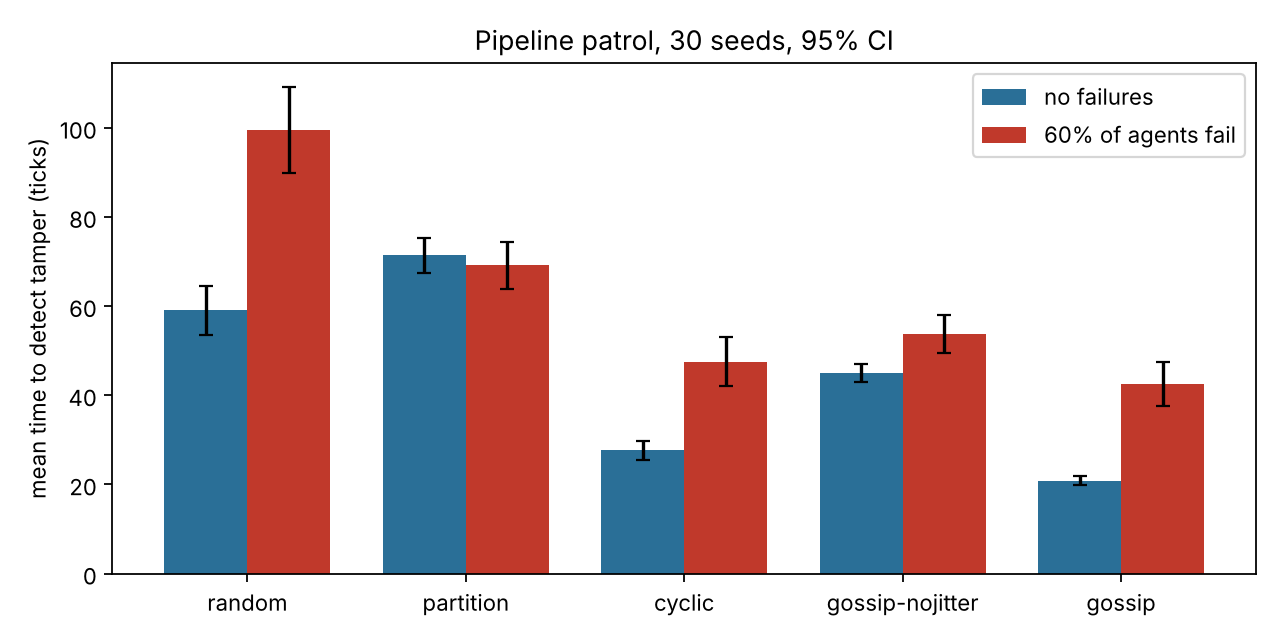 Pipeline patrol, 30 seeds, 95% CI
no failures
60% of agents fail
mean time to detect tamper (ticks)
100
80
60
40
20
0
random
partition
cyclic
gossip-nojitter
gossip